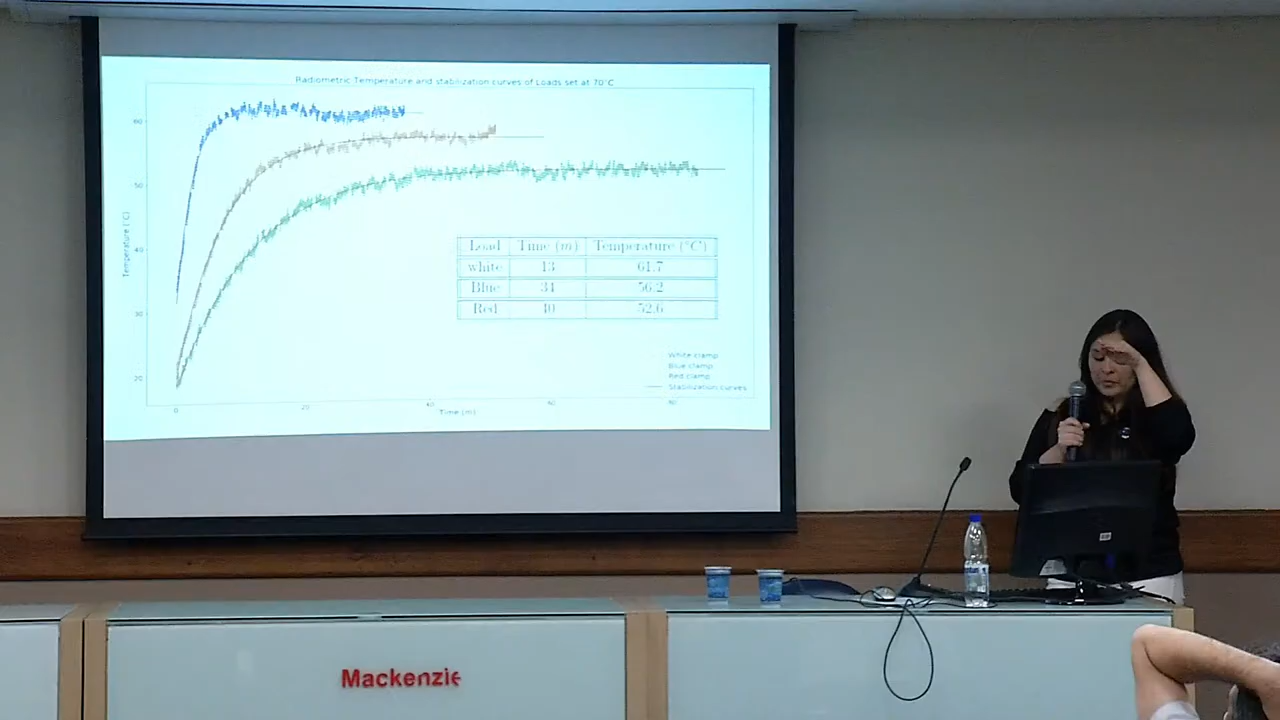 Radiometric Temperature and stabilization curves of Loads set at 70°C
Temperature (°C)
60
50
40
30
20
0
20
40
60
80
Time (m)
Load Time (m) Temperature (°C)
white 13 61.7
Blue 34 56.2
Red 40 52.6
White clamp
Blue clamp
Red clamp
Stabilization curves
Mackenzie